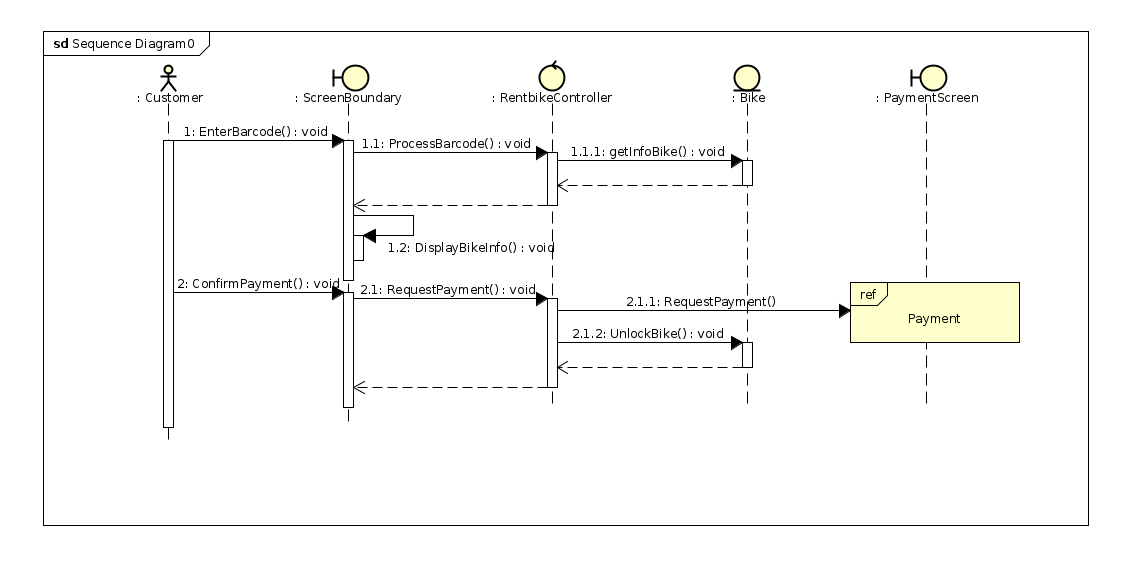 sd Sequence Diagram0
: Customer
: ScreenBoundary
: RentbikeController
: Bike
: PaymentScreen
1: EnterBarcode() : void
1.1: ProcessBarcode() : void
1.1.1: getInfoBike() : void
1.2: DisplayBikeInfo() : void
2: ConfirmPayment() : void
2.1: RequestPayment() : void
2.1.1: RequestPayment()
ref
Payment
2.1.2: UnlockBike() : void